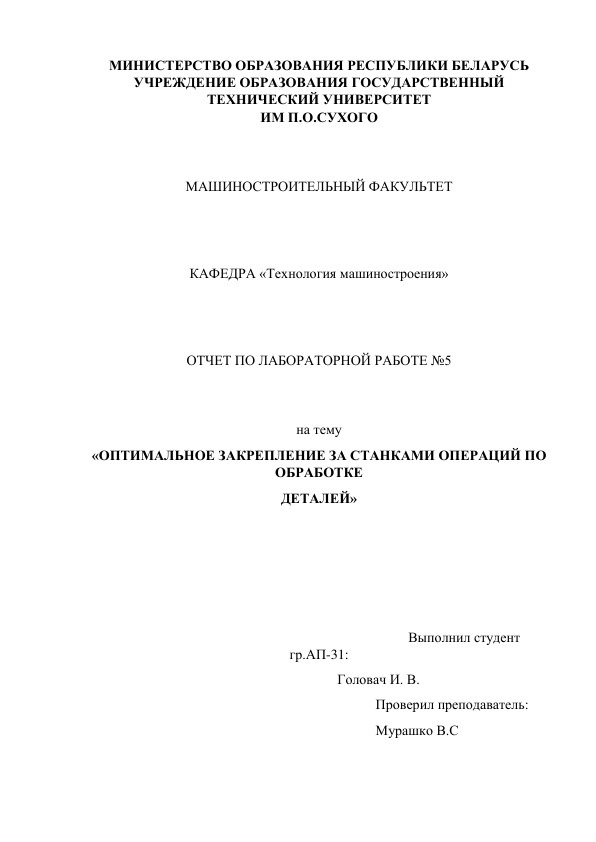 МИНИСТЕРСТВО ОБРАЗОВАНИЯ РЕСПУБЛИКИ БЕЛАРУСЬ
УЧРЕЖДЕНИЕ ОБРАЗОВАНИЯ ГОСУДАРСТВЕННЫЙ
ТЕХНИЧЕСКИЙ УНИВЕРСИТЕТ
ИМ П.О.СУХОГО
МАШИНОСТРОИТЕЛЬНЫЙ ФАКУЛЬТЕТ
КАФЕДРА «Технология машиностроения»
ОТЧЕТ ПО ЛАБОРАТОРНОЙ РАБОТЕ №5
на тему
«ОПТИМАЛЬНОЕ ЗАКРЕПЛЕНИЕ ЗА СТАНКАМИ ОПЕРАЦИЙ ПО
ОБРАБОТКЕ
ДЕТАЛЕЙ»
Выполнил студент
гр.АП-31:
Головач И. В.
Проверил преподаватель:
Мурашко В.С